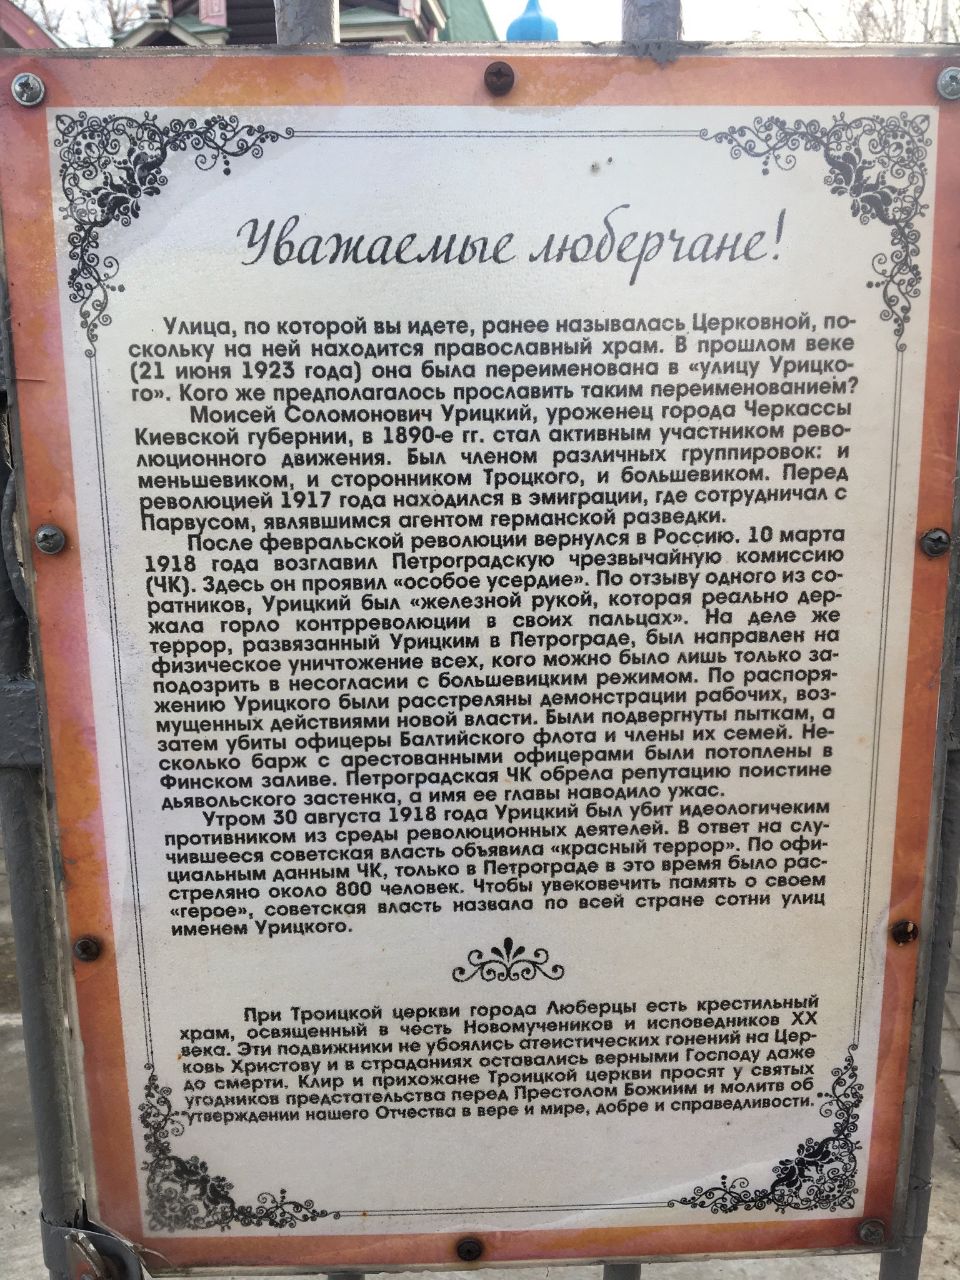 Уважаемые люберчане!
Улица, по которой вы идете, ранее называлась Церковной, по-
скольку на ней находится православный храм. В прошлом веке
(21 июня 1923 года) она была переименована в «улицу Урицко-
го». Кого же предполагалось прославить таким переименованием?
Моисей Соломонович Урицкий, уроженец города Черкассы
Киевской губернии, в 1890-е гг. стал активным участником рево-
люционного движения. Был членом различных группировок: и
меньшевиком, и сторонником Троцкого, и большевиком. Перед
революцией 1917 года находился в эмиграции, где сотрудничал с
Парвусом, являвшимся агентом германской разведки.
После февральской революции вернулся в Россию. 10 марта
1918 года возглавил Петроградскую чрезвычайную комиссию
(ЧК). Здесь он проявил «особое усердие». По отзыву одного из со-
ратников, Урицкий был «железной рукой, которая реально дер-
жала горло контрреволюции в своих пальцах». На деле же
террор, развязанный Урицким в Петрограде, был направлен на
физическое уничтожение всех, кого можно было лишь только за-
подозрить в несогласии с большевицким режимом. По распоря-
жению Урицкого были расстреляны демонстрации рабочих, воз-
мущенных действиями новой власти. Были подвергнуты пыткам, а
затем убиты офицеры Балтийского флота и члены их семей. Не-
сколько барж с арестованными офицерами были потоплены в
Финском заливе. Петроградская ЧК обрела репутацию поистине
дьявольского застенка, а имя ее главы наводило ужас.
Утром 30 августа 1918 года Урицкий был убит идеологичеким
противником из среды революционных деятелей. В ответ на слу-
чившееся советская власть объявила «красный террор». По офи-
циальным данным ЧК, только в Петрограде в это время было рас-
стреляно около 800 человек. Чтобы увековечить память о своем
«герое», советская власть назвала по всей стране сотни улиц
именем Урицкого.
При Троицкой церкви города Люберцы есть крестильный
храм, освященный в честь Новомучеников и исповедников XX
века. Эти подвижники не убоялись атеистических гонений на Цер-
ковь Христову и в страданиях оставались верными Господу даже
до смерти. Клир и прихожане Троицкой церкви просят у святых
угодников предстательства перед Престолом Божиим и молитв об
утверждении нашего Отчества в вере и мире, добре и справедливости.